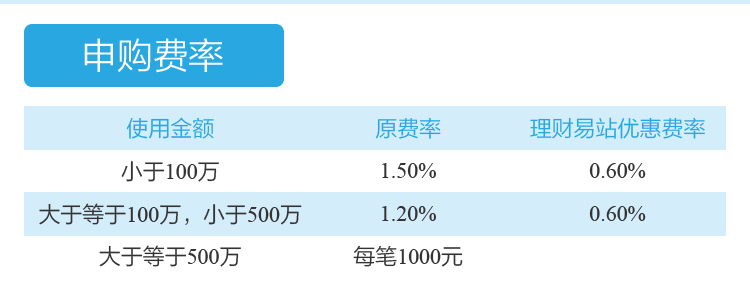 申购费率
使用金额 原费率 理财易站优惠费率
小于100万 1.50% 0.60%
大于等于100万，小于500万 1.20% 0.60%
大于等于500万 每笔1000元